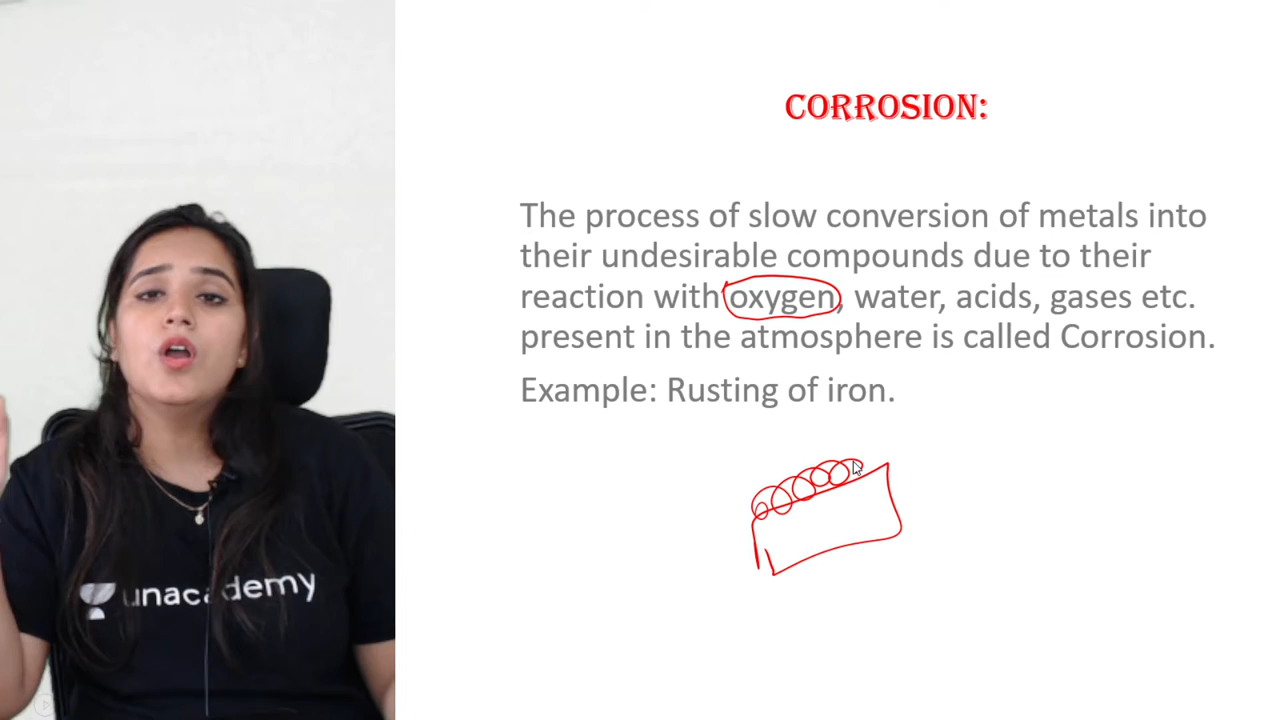 CORROSION:
The process of slow conversion of metals into
their undesirable compounds due to their
reaction with oxygen, water, acids, gases etc.
present in the atmosphere is called Corrosion.
Example: Rusting of iron.
unacademy